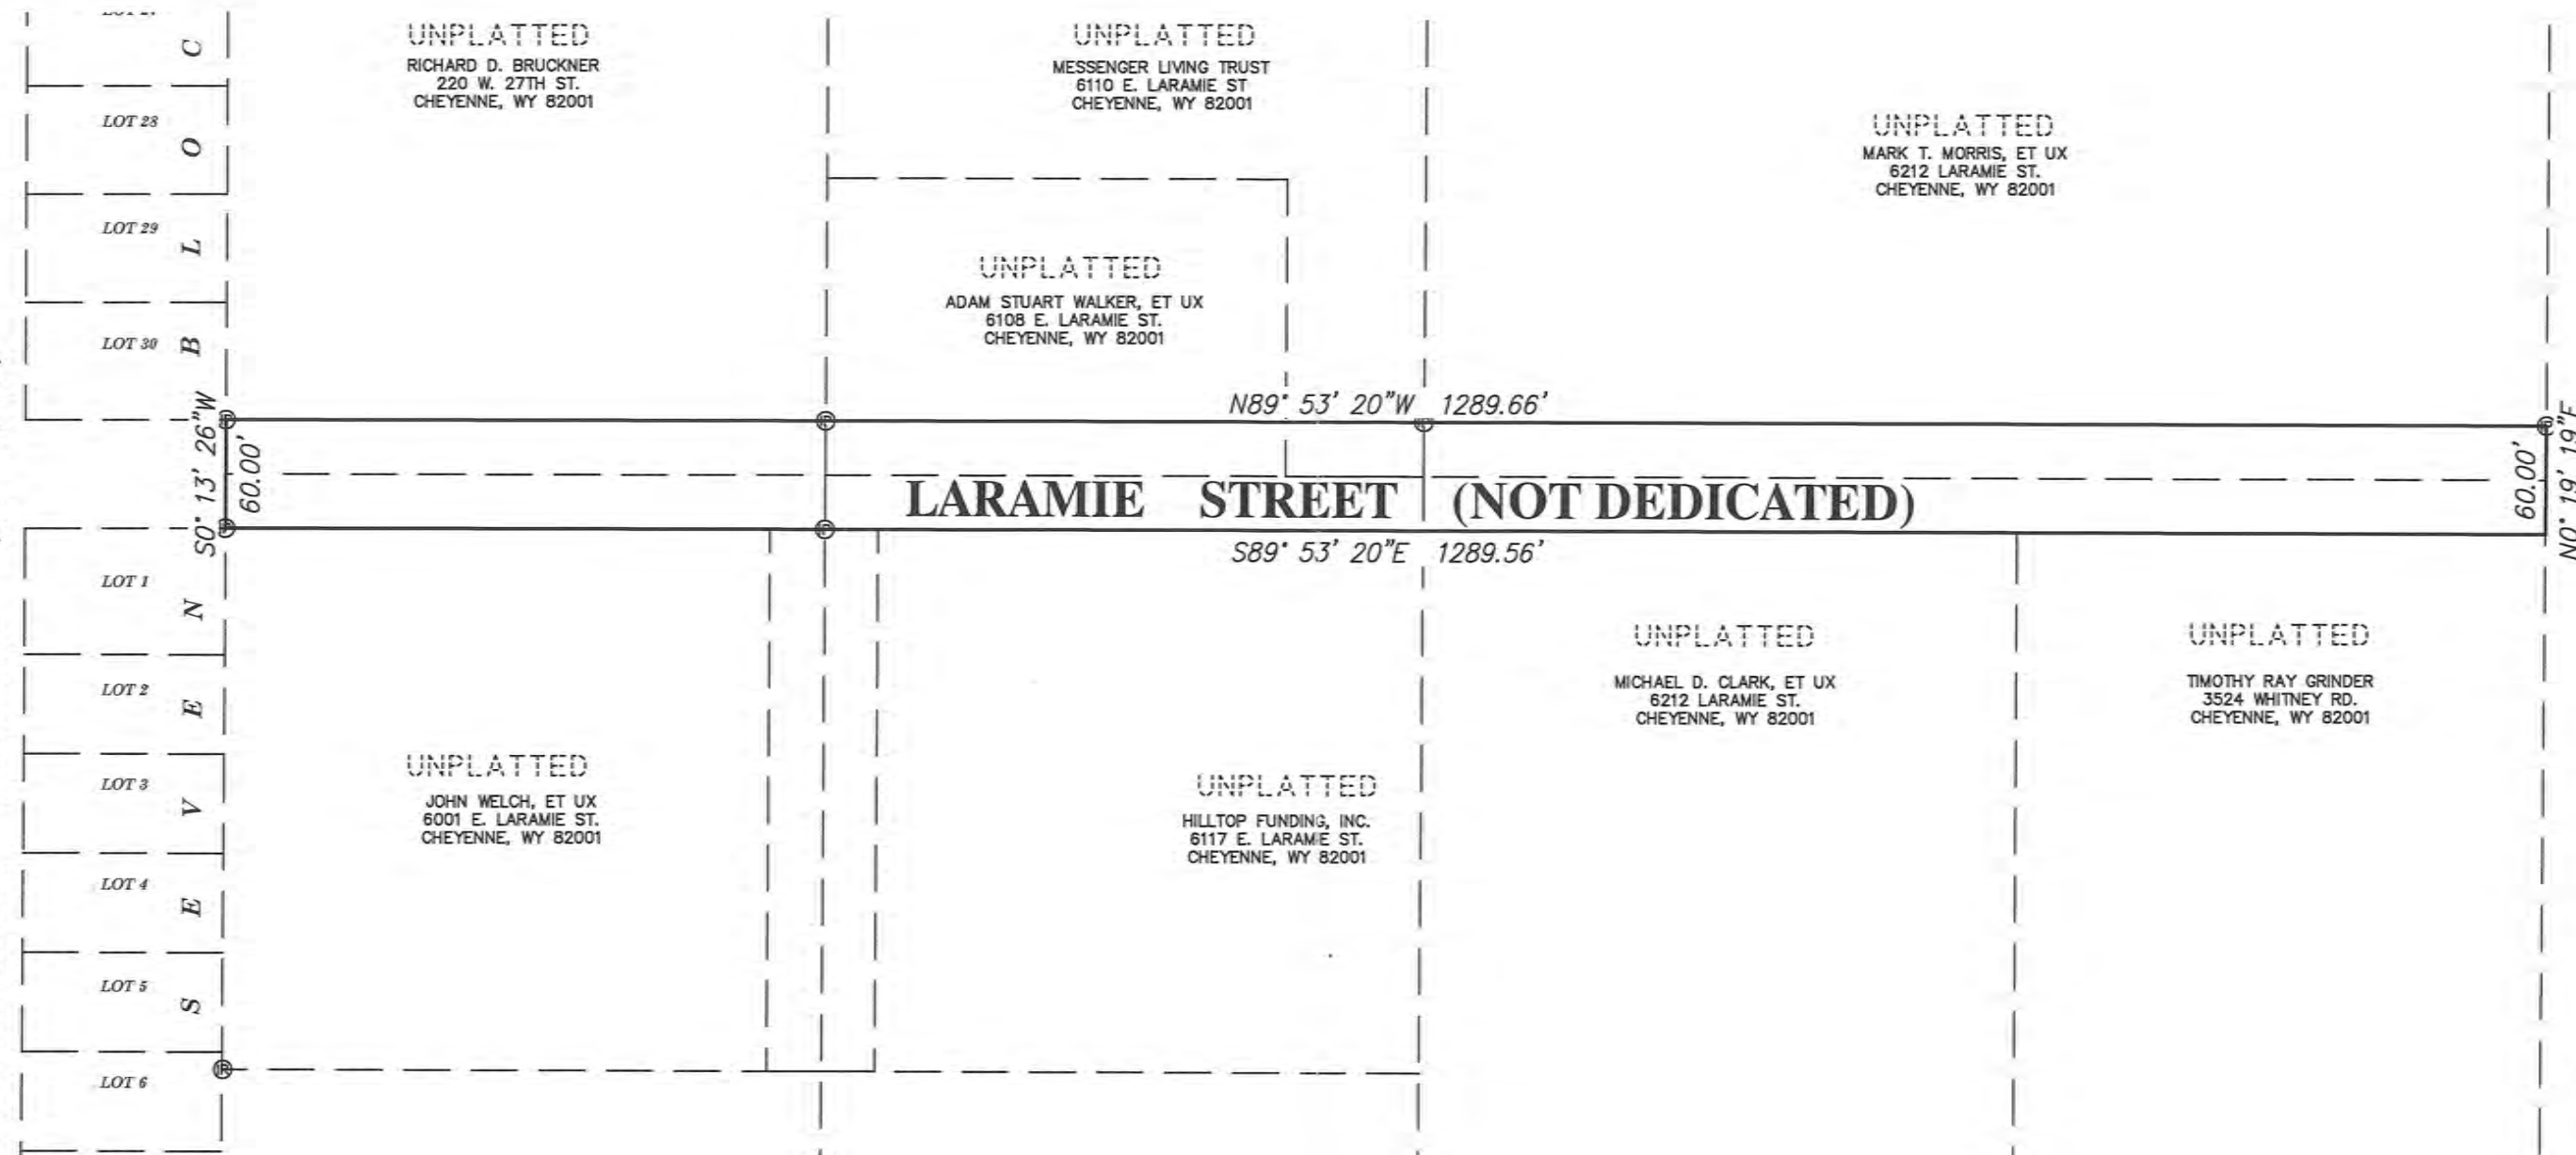 UNPLATTED
RICHARD D. BRUCKNER
220 W. 27TH ST.
CHEYENNE, WY 82001
UNPLATTED
MESSENGER LIVING TRUST
6110 E. LARAMIE ST
CHEYENNE, WY 82001
UNPLATTED
MARK T. MORRIS, ET UX
6212 LARAMIE ST.
CHEYENNE, WY 82001
UNPLATTED
ADAM STUART WALKER, ET UX
6108 E. LARAMIE ST.
CHEYENNE, WY 82001
LOT 28
LOT 29
LOT 30
B L O C
N89° 53' 20"W 1289.66'
S0° 13' 26"W
60.00'
LARAMIE STREET (NOT DEDICATED)
60.00'
N0° 19' 19"E
S89° 53' 20"E 1289.56'
LOT 1
LOT 2
LOT 3
LOT 4
LOT 5
LOT 6
S E V E N
UNPLATTED
JOHN WELCH, ET UX
6001 E. LARAMIE ST.
CHEYENNE, WY 82001
UNPLATTED
HILLTOP FUNDING, INC.
6117 E. LARAMIE ST.
CHEYENNE, WY 82001
UNPLATTED
MICHAEL D. CLARK, ET UX
6212 LARAMIE ST.
CHEYENNE, WY 82001
UNPLATTED
TIMOTHY RAY GRINDER
3524 WHITNEY RD.
CHEYENNE, WY 82001